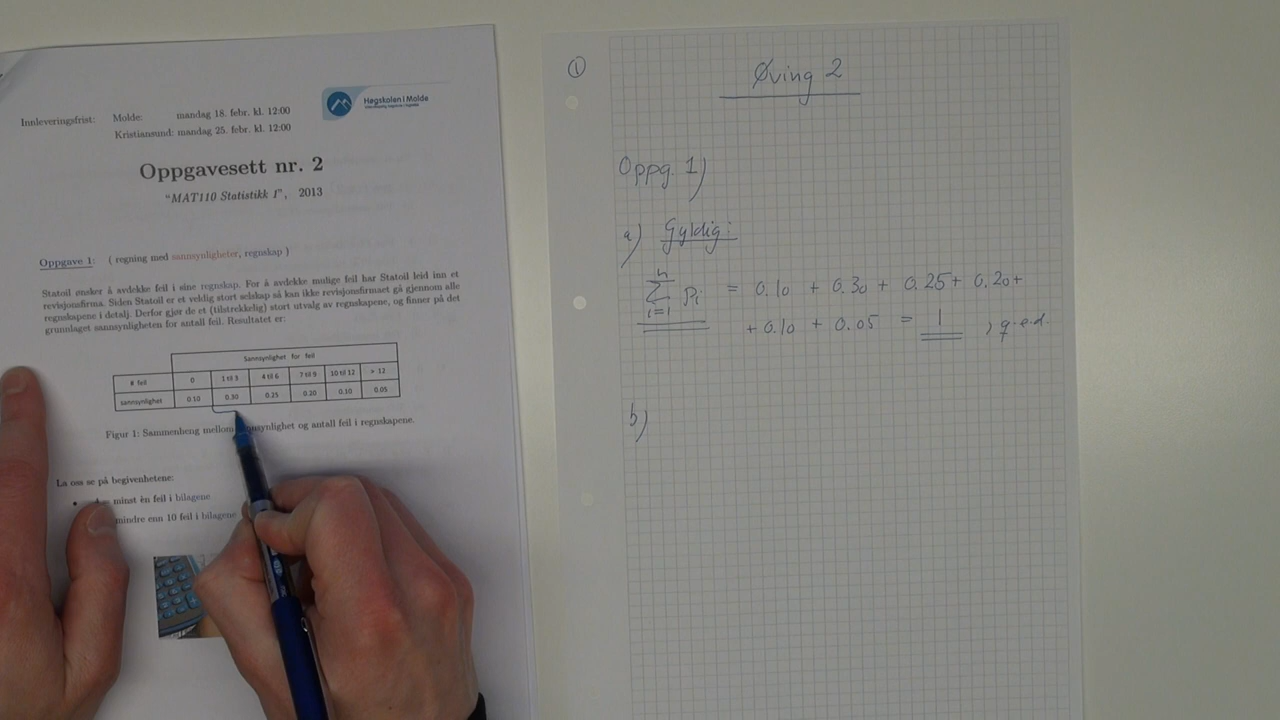 Innleveringsfrist: Molde: mandag 18. febr. kl. 12:00
Kristiansund: mandag 25. febr. kl. 12:00
Høgskolen i Molde
Oppgavesett nr. 2
"MAT110 Statistikk I", 2013
Oppgave 1: ( regning med sannsynligheter, regnskap )
Statoil ønsker å avdekke feil i sine regnskap. For å avdekke mulige feil har Statoil leid inn et
revisjonsfirma. Siden Statoil er et veldig stort selskap så kan ikke revisjonsfirmaet gå gjennom alle
regnskapene i detalj. Derfor gjør de et (tilstrekkelig) stort utvalg av regnskapene, og finner på det
grunnlaget sannsynligheten for antall feil. Resultatet er:
Sannsynlighet for feil
# feil 0 1 til 3 4 til 6 7 til 9 10 til 12 > 12
sannsynlighet 0.10 0.30 0.25 0.20 0.10 0.05
Figur 1: Sammenheng mellom sannsynlighet og antall feil i regnskapene.
La oss se på begivenhetene:
minst èn feil i bilagene
mindre enn 10 feil i bilagene
①
Øving 2
Oppg. 1)
a) Gyldig:
n
∑ pi = 0.10 + 0.30 + 0.25 + 0.20 +
i=1
+ 0.10 + 0.05 = 1 , q.e.d.
b)